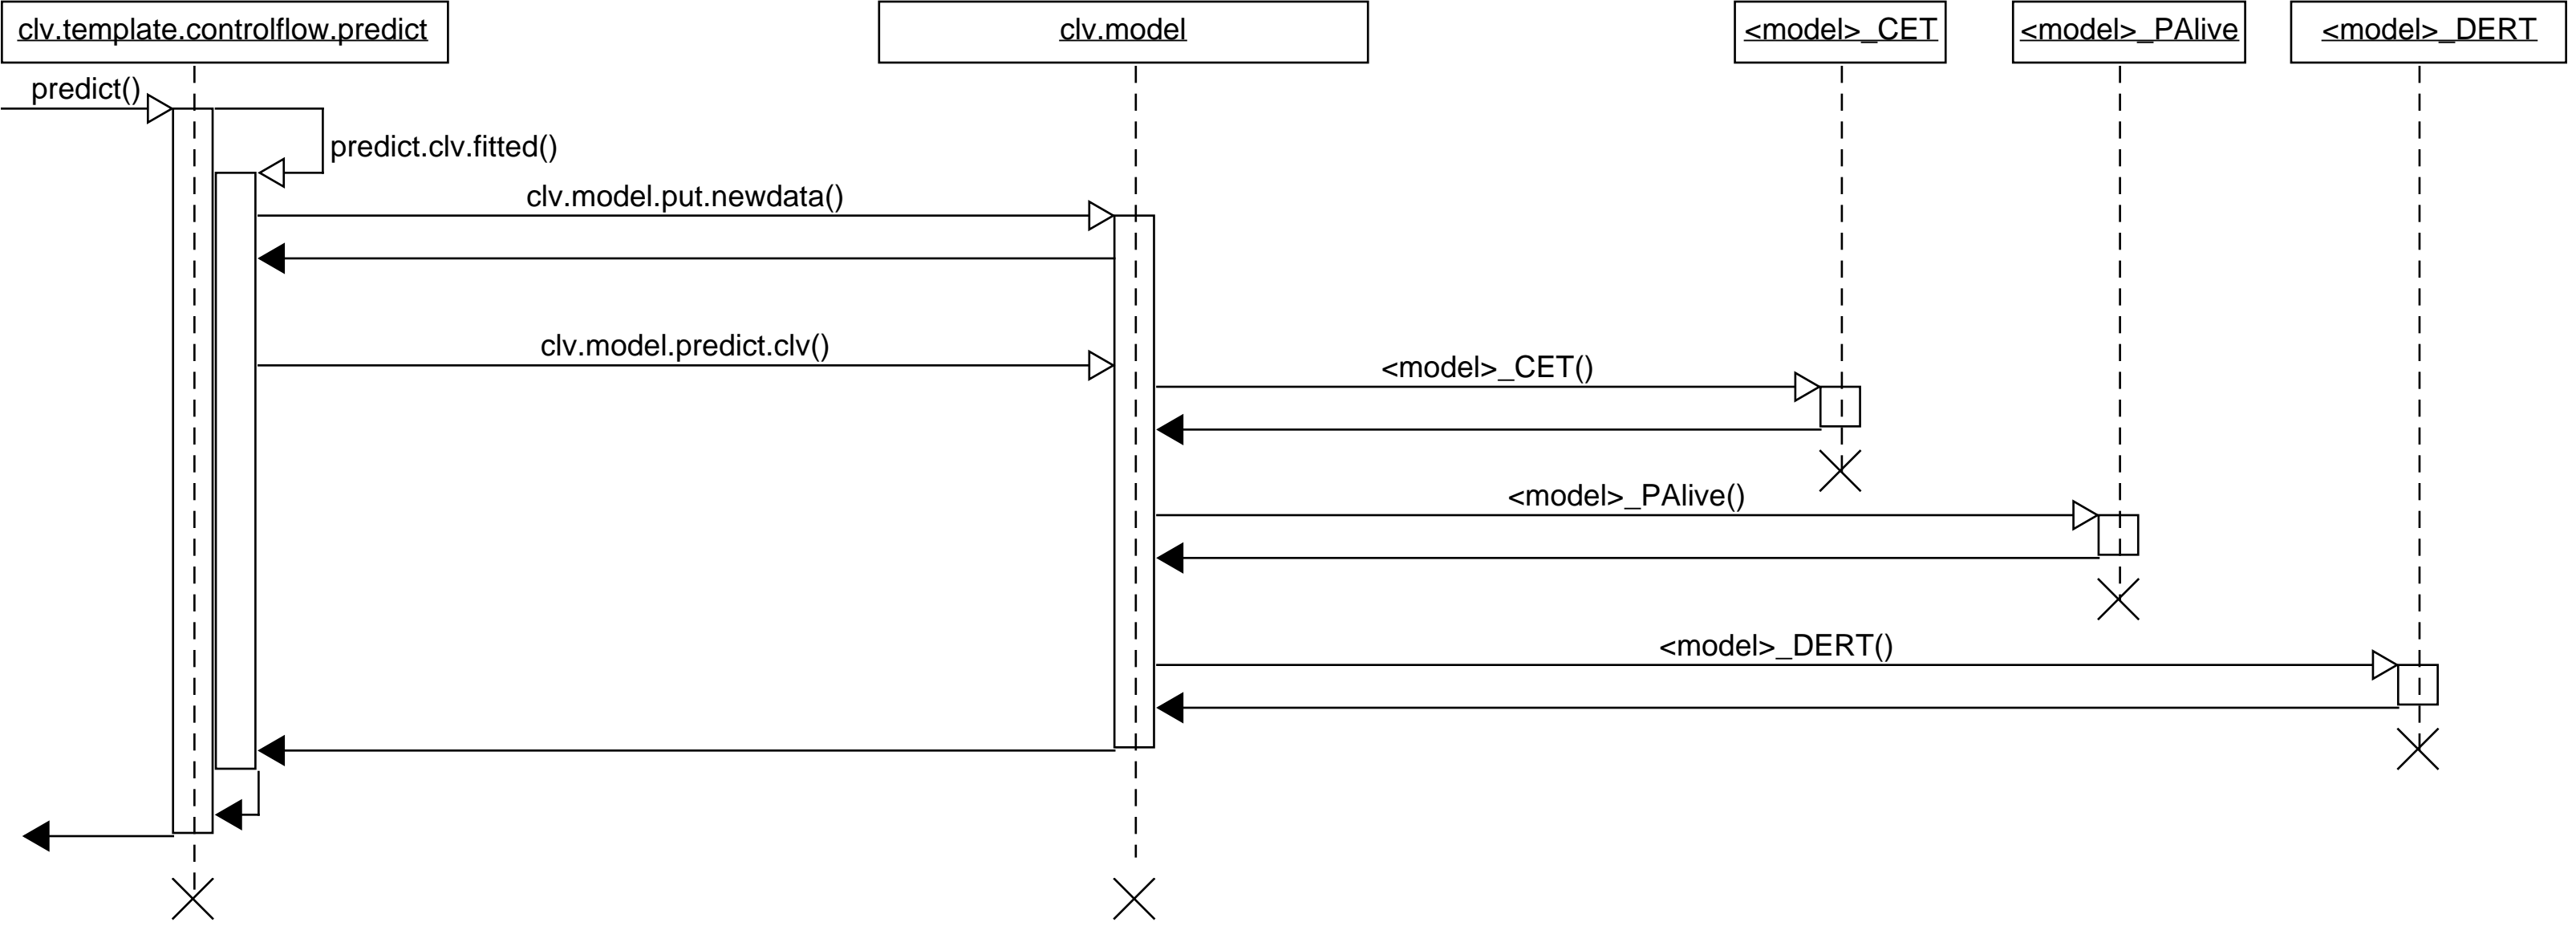 clv.template.controlflow.predict
clv.model
<model>_CET
<model>_PAlive
<model>_DERT
predict()
predict.clv.fitted()
clv.model.put.newdata()
clv.model.predict.clv()
<model>_CET()
<model>_PAlive()
<model>_DERT()